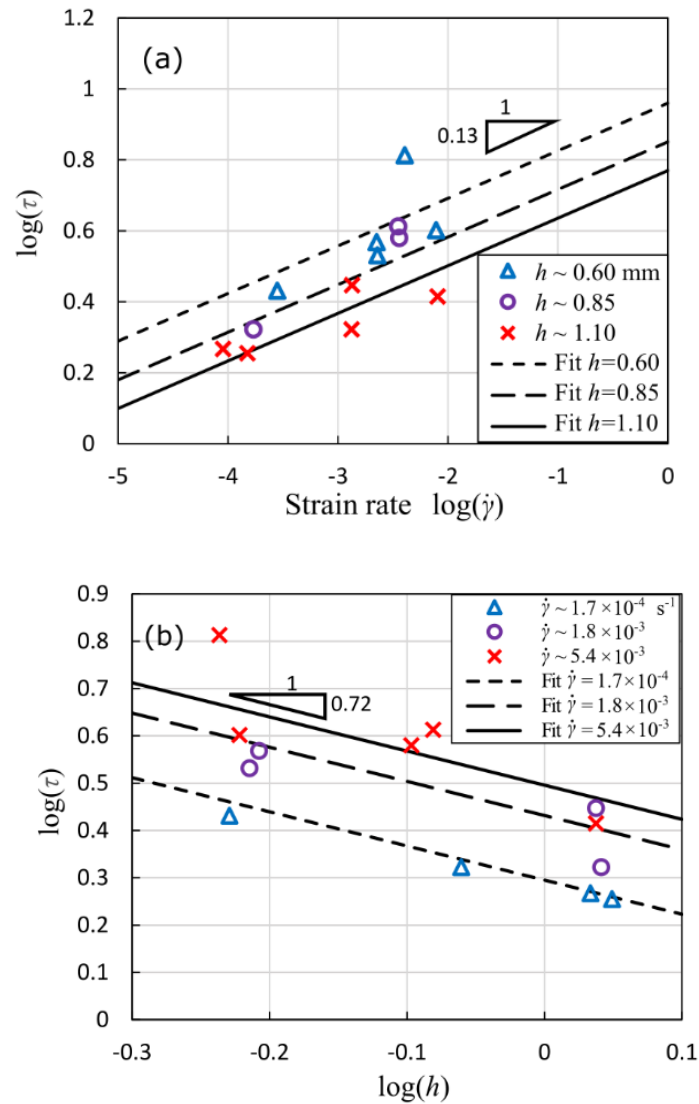 (a)
1.2
1
0.8
0.6
0.4
0.2
0
log(τ)
1
0.13
h ~ 0.60 mm
h ~ 0.85
h ~ 1.10
Fit h=0.60
Fit h=0.85
Fit h=1.10
-5 -4 -3 -2 -1 0
Strain rate log(γ̇)
(b)
0.9
0.8
0.7
0.6
0.5
0.4
0.3
0.2
0.1
0
log(τ)
1
0.72
γ̇ ~ 1.7 ×10⁻⁴ s⁻¹
γ̇ ~ 1.8 ×10⁻³
γ̇ ~ 5.4 ×10⁻³
Fit γ̇ = 1.7 ×10⁻⁴
Fit γ̇ = 1.8 ×10⁻³
Fit γ̇ = 5.4 ×10⁻³
-0.3 -0.2 -0.1 0 0.1
log(h)